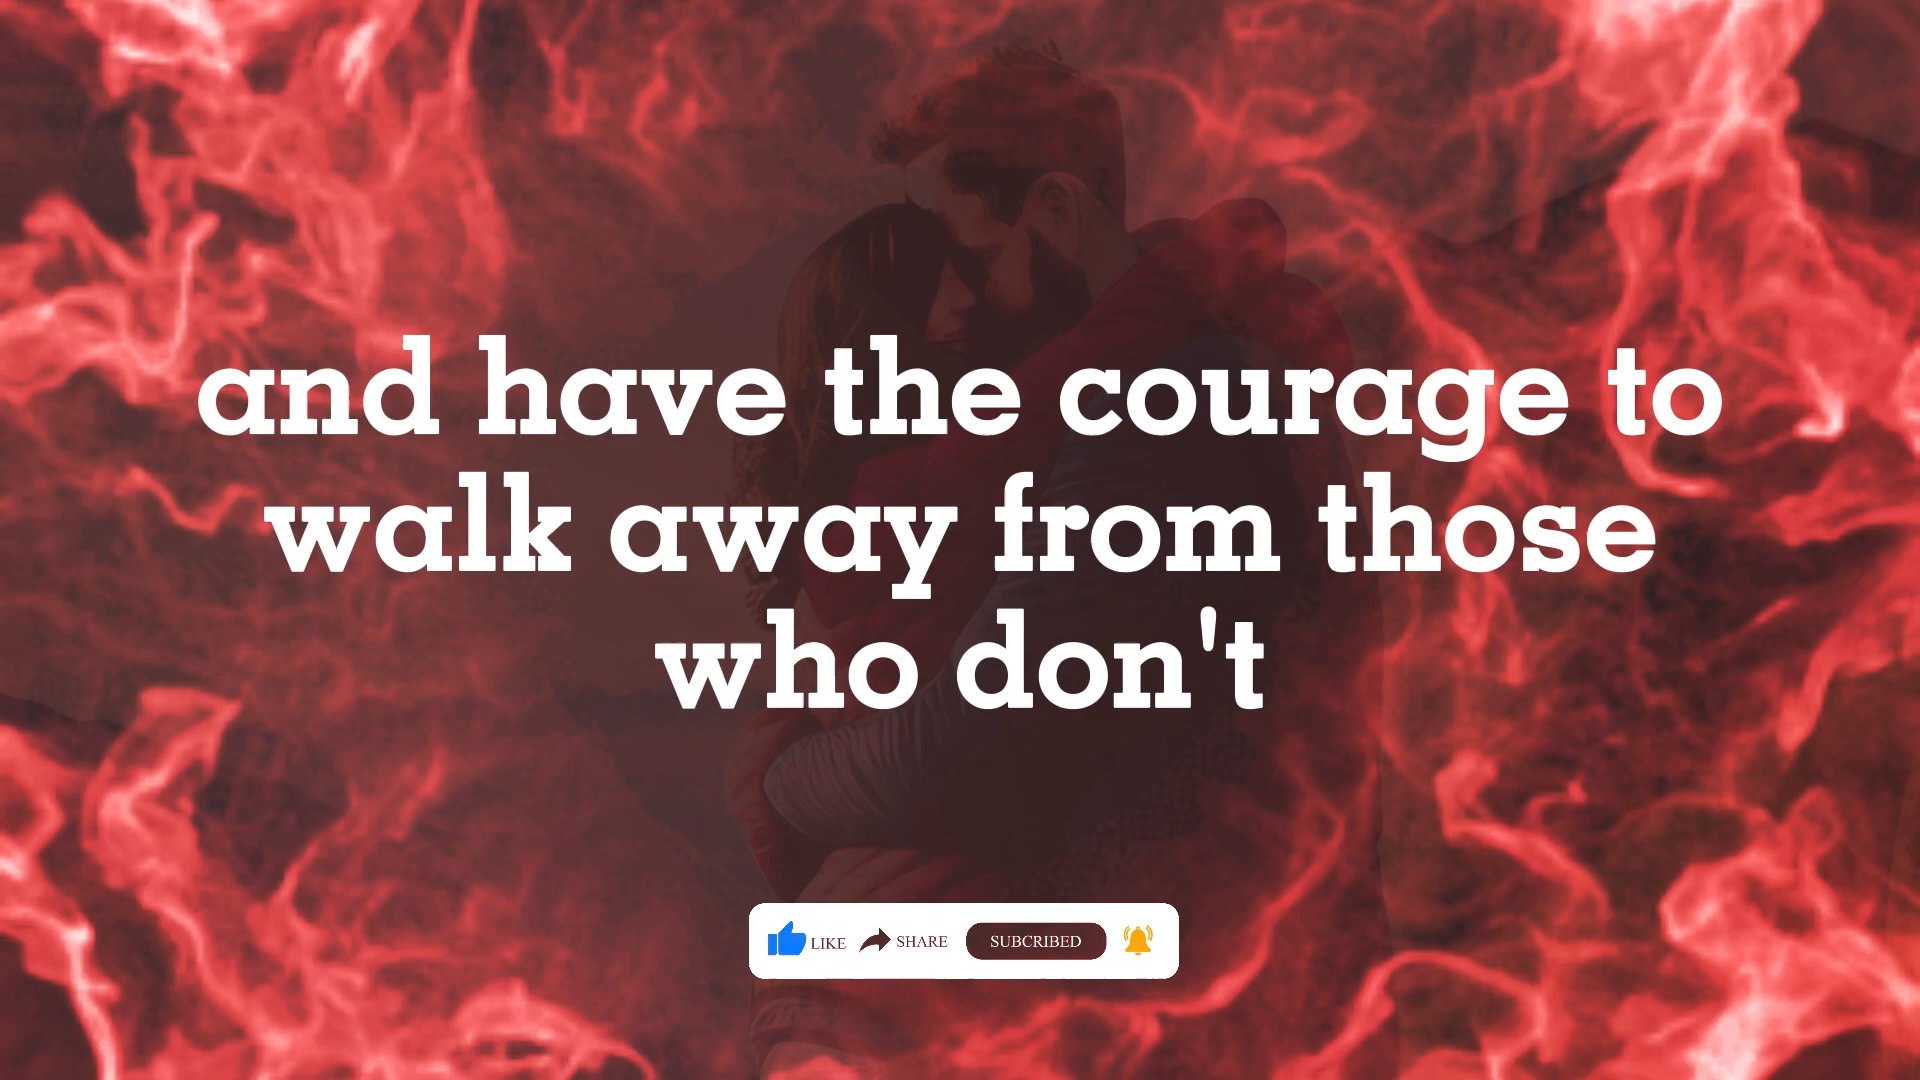 and have the courage to
walk away from those
who don't
LIKE SHARE SUBCRIBED